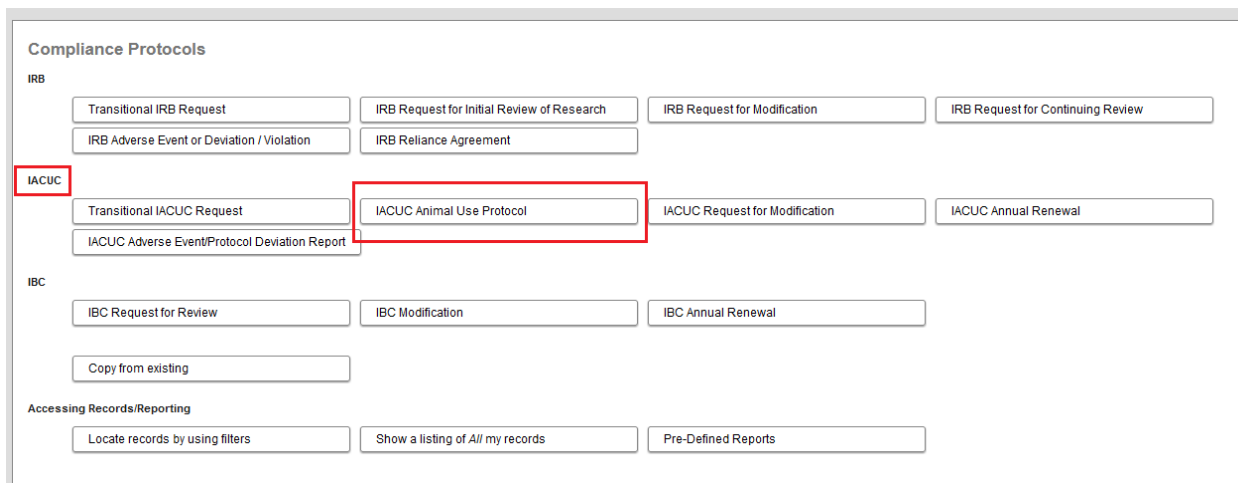 Compliance Protocols
IRB
Transitional IRB Request
IRB Request for Initial Review of Research
IRB Request for Modification
IRB Request for Continuing Review
IRB Adverse Event or Deviation / Violation
IRB Reliance Agreement
IACUC
Transitional IACUC Request
IACUC Animal Use Protocol
IACUC Request for Modification
IACUC Annual Renewal
IACUC Adverse Event/Protocol Deviation Report
IBC
IBC Request for Review
IBC Modification
IBC Annual Renewal
Copy from existing
Accessing Records/Reporting
Locate records by using filters
Show a listing of All my records
Pre-Defined Reports